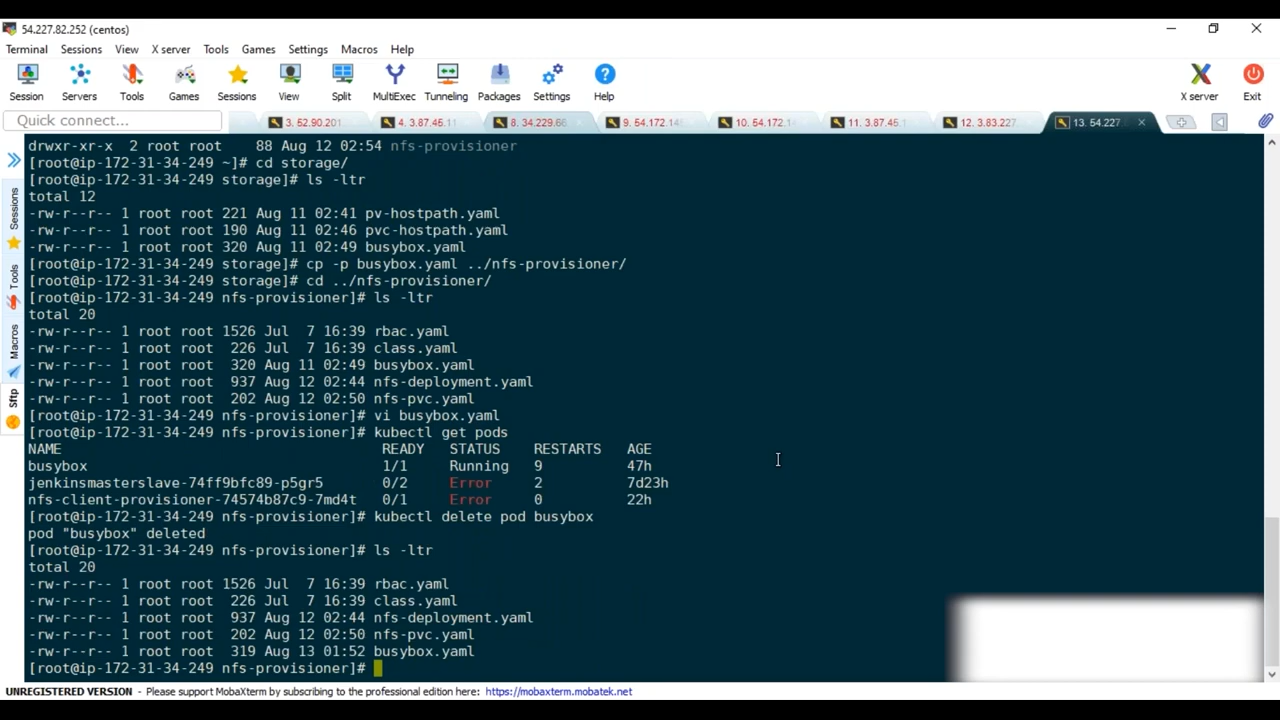 54.227.82.252 (centos)
Terminal Sessions View X server Tools Games Settings Macros Help
Session Servers Tools Games Sessions View Split MultiExec Tunneling Packages Settings Help X server Exit
Quick connect... 3. 52.90.201 4. 3.87.45.11 8. 34.229.66 9. 54.172.145 10. 54.172.1 11. 3.87.45.1 12. 3.83.227 13. 54.227
Sessions
Tools
Macros
Sftp
drwxr-xr-x 2 root root 88 Aug 12 02:54 nfs-provisioner
[root@ip-172-31-34-249 ~]# cd storage/
[root@ip-172-31-34-249 storage]# ls -ltr
total 12
-rw-r--r-- 1 root root 221 Aug 11 02:41 pv-hostpath.yaml
-rw-r--r-- 1 root root 190 Aug 11 02:46 pvc-hostpath.yaml
-rw-r--r-- 1 root root 320 Aug 11 02:49 busybox.yaml
[root@ip-172-31-34-249 storage]# cp -p busybox.yaml ../nfs-provisioner/
[root@ip-172-31-34-249 storage]# cd ../nfs-provisioner/
[root@ip-172-31-34-249 nfs-provisioner]# ls -ltr
total 20
-rw-r--r-- 1 root root 1526 Jul 7 16:39 rbac.yaml
-rw-r--r-- 1 root root 226 Jul 7 16:39 class.yaml
-rw-r--r-- 1 root root 320 Aug 11 02:49 busybox.yaml
-rw-r--r-- 1 root root 937 Aug 12 02:44 nfs-deployment.yaml
-rw-r--r-- 1 root root 202 Aug 12 02:50 nfs-pvc.yaml
[root@ip-172-31-34-249 nfs-provisioner]# vi busybox.yaml
[root@ip-172-31-34-249 nfs-provisioner]# kubectl get pods
NAME READY STATUS RESTARTS AGE
busybox 1/1 Running 9 47h
jenkinsmasterslave-74ff9bfc89-p5gr5 0/2 Error 2 7d23h
nfs-client-provisioner-74574b87c9-7md4t 0/1 Error 0 22h
[root@ip-172-31-34-249 nfs-provisioner]# kubectl delete pod busybox
pod "busybox" deleted
[root@ip-172-31-34-249 nfs-provisioner]# ls -ltr
total 20
-rw-r--r-- 1 root root 1526 Jul 7 16:39 rbac.yaml
-rw-r--r-- 1 root root 226 Jul 7 16:39 class.yaml
-rw-r--r-- 1 root root 937 Aug 12 02:44 nfs-deployment.yaml
-rw-r--r-- 1 root root 202 Aug 12 02:50 nfs-pvc.yaml
-rw-r--r-- 1 root root 319 Aug 13 01:52 busybox.yaml
[root@ip-172-31-34-249 nfs-provisioner]#
UNREGISTERED VERSION - Please support MobaXterm by subscribing to the professional edition here: https://mobaxterm.mobatek.net